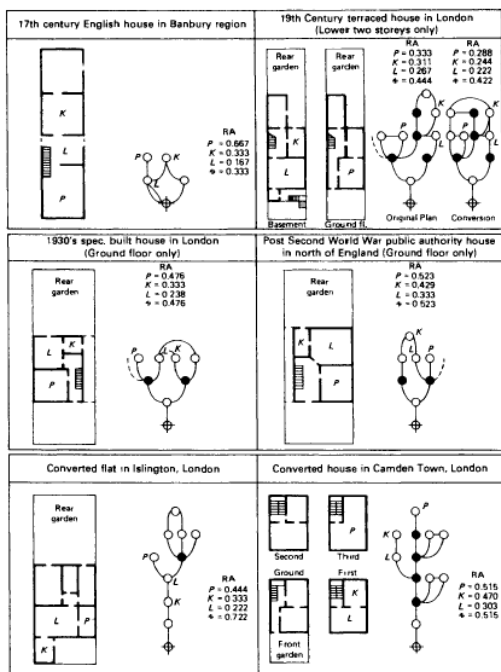 17th century English house in Banbury region
K
L
P
P
K
L
RA
P = 0.667
K = 0.333
L = 0.167
⌖ = 0.333
19th Century terraced house in London
(Lower two storeys only)
Rear
garden
Rear
garden
RA
P = 0.333
K = 0.311
L = 0.267
⌖ = 0.444
RA
P = 0.288
K = 0.244
L = 0.222
⌖ = 0.422
K
L
P
P
K
L
P
K
L
Basement
Ground fl.
Original Plan
Conversion
1930's spec. built house in London
(Ground floor only)
Rear
garden
RA
P = 0.476
K = 0.333
L = 0.238
⌖ = 0.476
L
K
P
P
L
K
Post Second World War public authority house
in north of England (Ground floor only)
Rear
garden
RA
P = 0.523
K = 0.429
L = 0.333
⌖ = 0.523
K
L
P
K
L
P
Converted flat in Islington, London
Rear
garden
L
P
K
P
L
K
K
RA
P = 0.444
K = 0.333
L = 0.222
⌖ = 0.722
Converted house in Camden Town, London
P
Second
Third
Ground
First
K
L
Front
garden
P
K
L
RA
P = 0.515
K = 0.470
L = 0.303
⌖ = 0.515